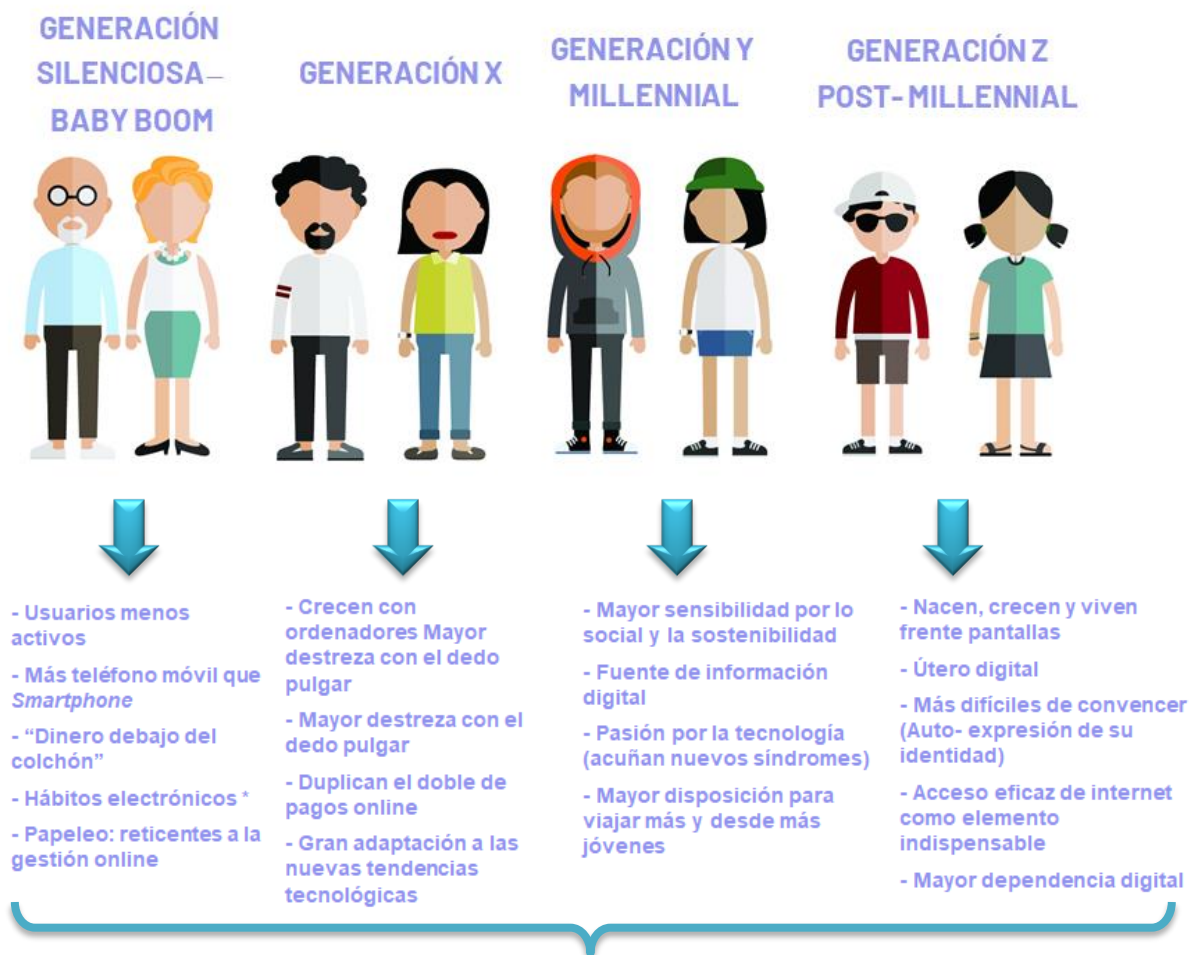 GENERACIÓN
SILENCIOSA–
BABY BOOM
GENERACIÓN X
GENERACIÓN Y
MILLENNIAL
GENERACIÓN Z
POST- MILLENNIAL
- Usuarios menos
activos
- Más teléfono móvil que
Smartphone
- “Dinero debajo del
colchón”
- Hábitos electrónicos *
- Papeleo: reticentes a la
gestión online
- Crecen con
ordenadores Mayor
destreza con el dedo
pulgar
- Mayor destreza con el
dedo pulgar
- Duplican el doble de
pagos online
- Gran adaptación a las
nuevas tendencias
tecnológicas
- Mayor sensibilidad por lo
social y la sostenibilidad
- Fuente de información
digital
- Pasión por la tecnología
(acuñan nuevos síndromes)
- Mayor disposición para
viajar más y desde más
jóvenes
- Nacen, crecen y viven
frente pantallas
- Útero digital
- Más difíciles de convencer
(Auto- expresión de su
identidad)
- Acceso eficaz de internet
como elemento
indispensable
- Mayor dependencia digital